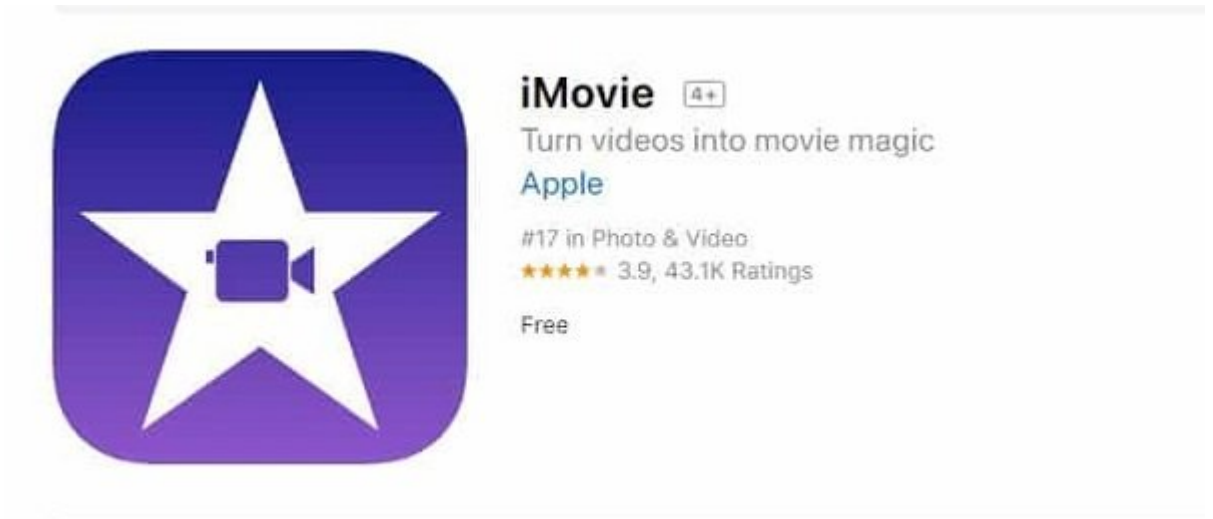 iMovie 4+
Turn videos into movie magic
Apple
#17 in Photo & Video
3.9, 43.1K Ratings
Free